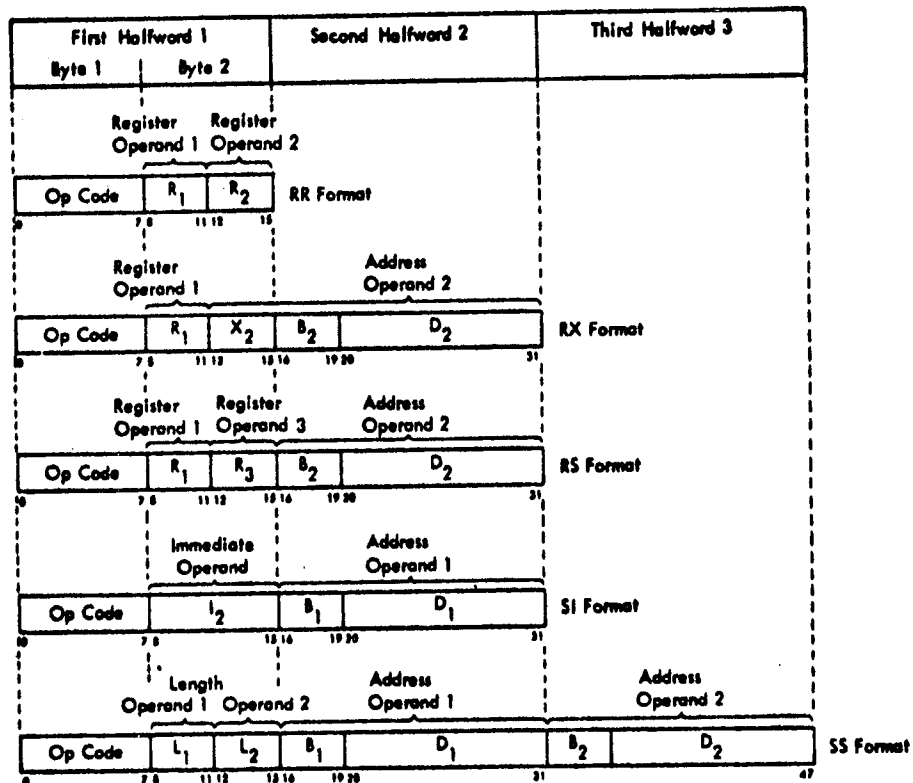 First Halfword 1 Second Halfword 2 Third Halfword 3
Byte 1 Byte 2
Register Register
Operand 1 Operand 2
Op Code R1 R2 RR Format
0 7 8 11 12 15
Register Address
Operand 1 Operand 2
Op Code R1 X2 B2 D2 RX Format
0 7 8 11 12 15 16 19 20 31
Register Register Address
Operand 1 Operand 3 Operand 2
Op Code R1 R3 B2 D2 RS Format
0 7 8 11 12 15 16 19 20 31
Immediate Address
Operand Operand 1
Op Code I2 B1 D1 SI Format
0 7 8 15 16 19 20 31
Length Address Address
Operand 1 Operand 2 Operand 1 Operand 2
Op Code L1 L2 B1 D1 B2 D2 SS Format
0 7 8 11 12 15 16 19 20 31 47